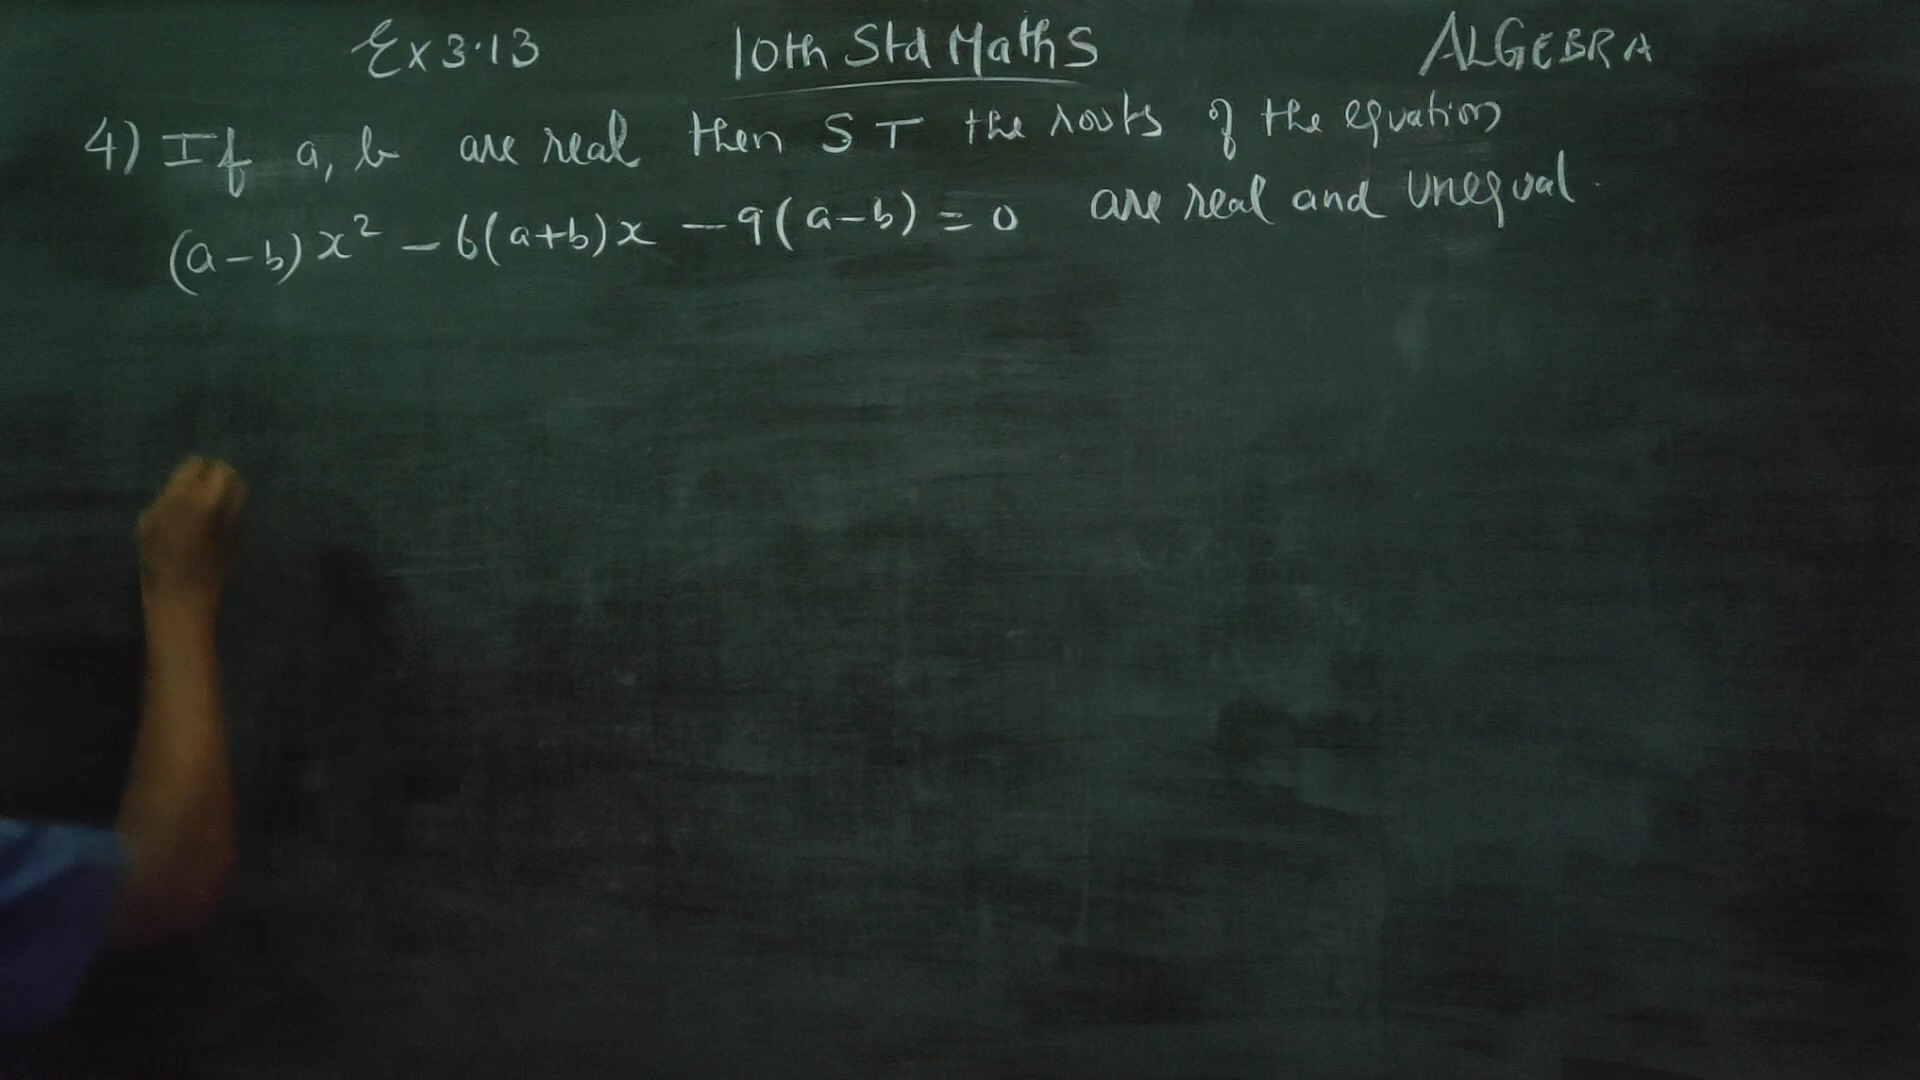 Ex 3.13 10th Std Maths ALGEBRA
4) If a, b are real then S T the roots of the equation
(a-b)x² - 6(a+b)x - 9(a-b) = 0 are real and unequal.